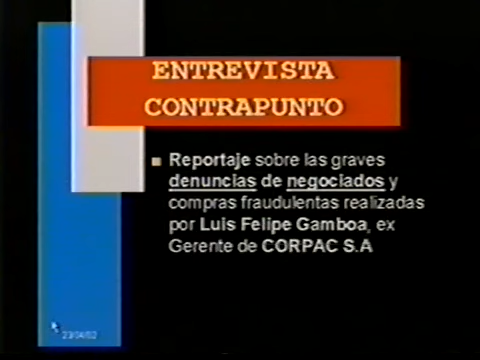 ENTREVISTA
CONTRAPUNTO
Reportaje sobre las graves
denuncias de negociados y
compras fraudulentas realizadas
por Luis Felipe Gamboa, ex
Gerente de CORPAC S.A
23/04/02